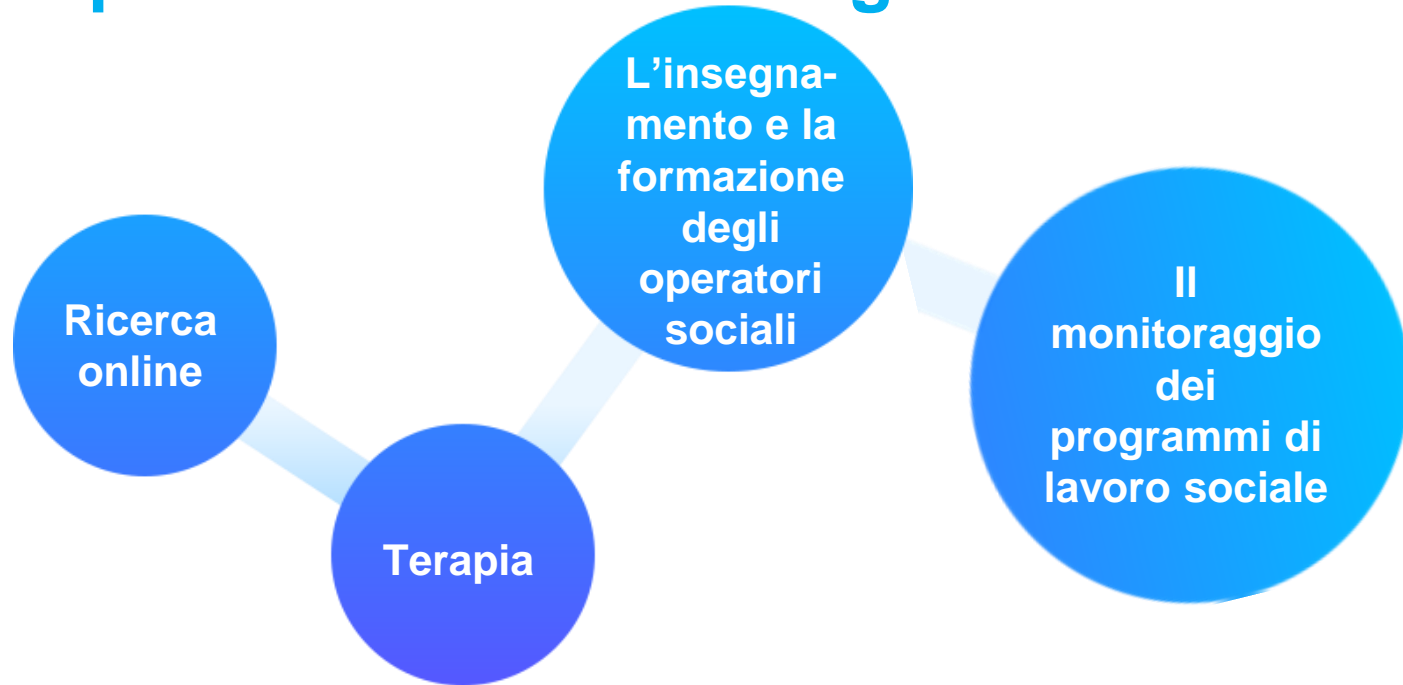 Ricerca
online
Terapia
L’insegna-
mento e la
formazione
degli
operatori
sociali
Il
monitoraggio
dei
programmi di
lavoro sociale